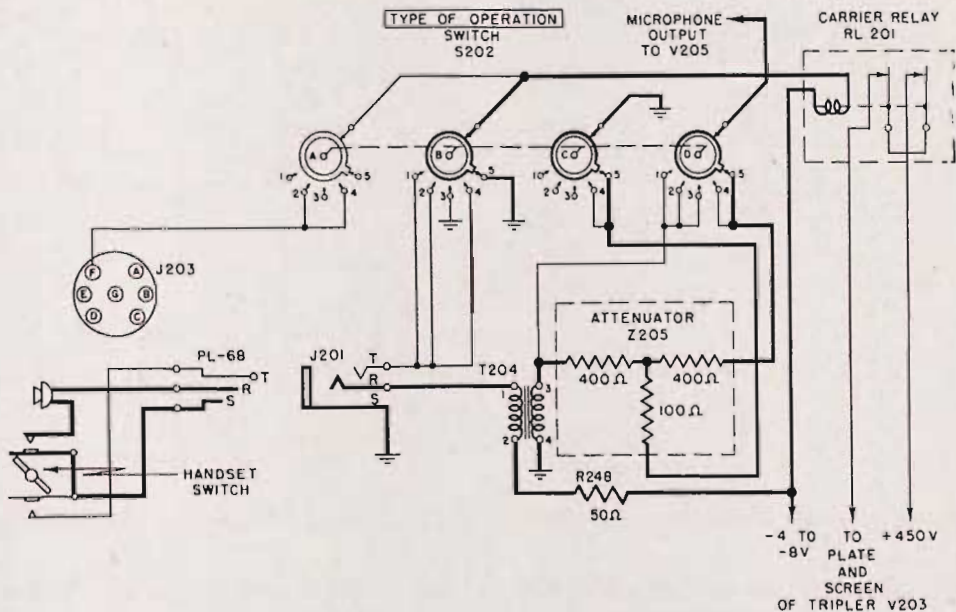 TYPE OF OPERATION
SWITCH
S202
MICROPHONE
OUTPUT
TO V205
CARRIER RELAY
RL 201
A
B
C
D
1
2
3
4
5
1
2
3
4
5
1
2
3
4
5
1
2
3
4
5
J203
F
A
E
G
B
D
C
PL-68
T
R
S
HANDSET
SWITCH
J201
T
R
S
T204
1
3
2
4
ATTENUATOR
Z205
400Ω
400Ω
100Ω
R248
50Ω
-4 TO
-8V
TO
PLATE
AND
SCREEN
OF TRIPLER V203
+450V